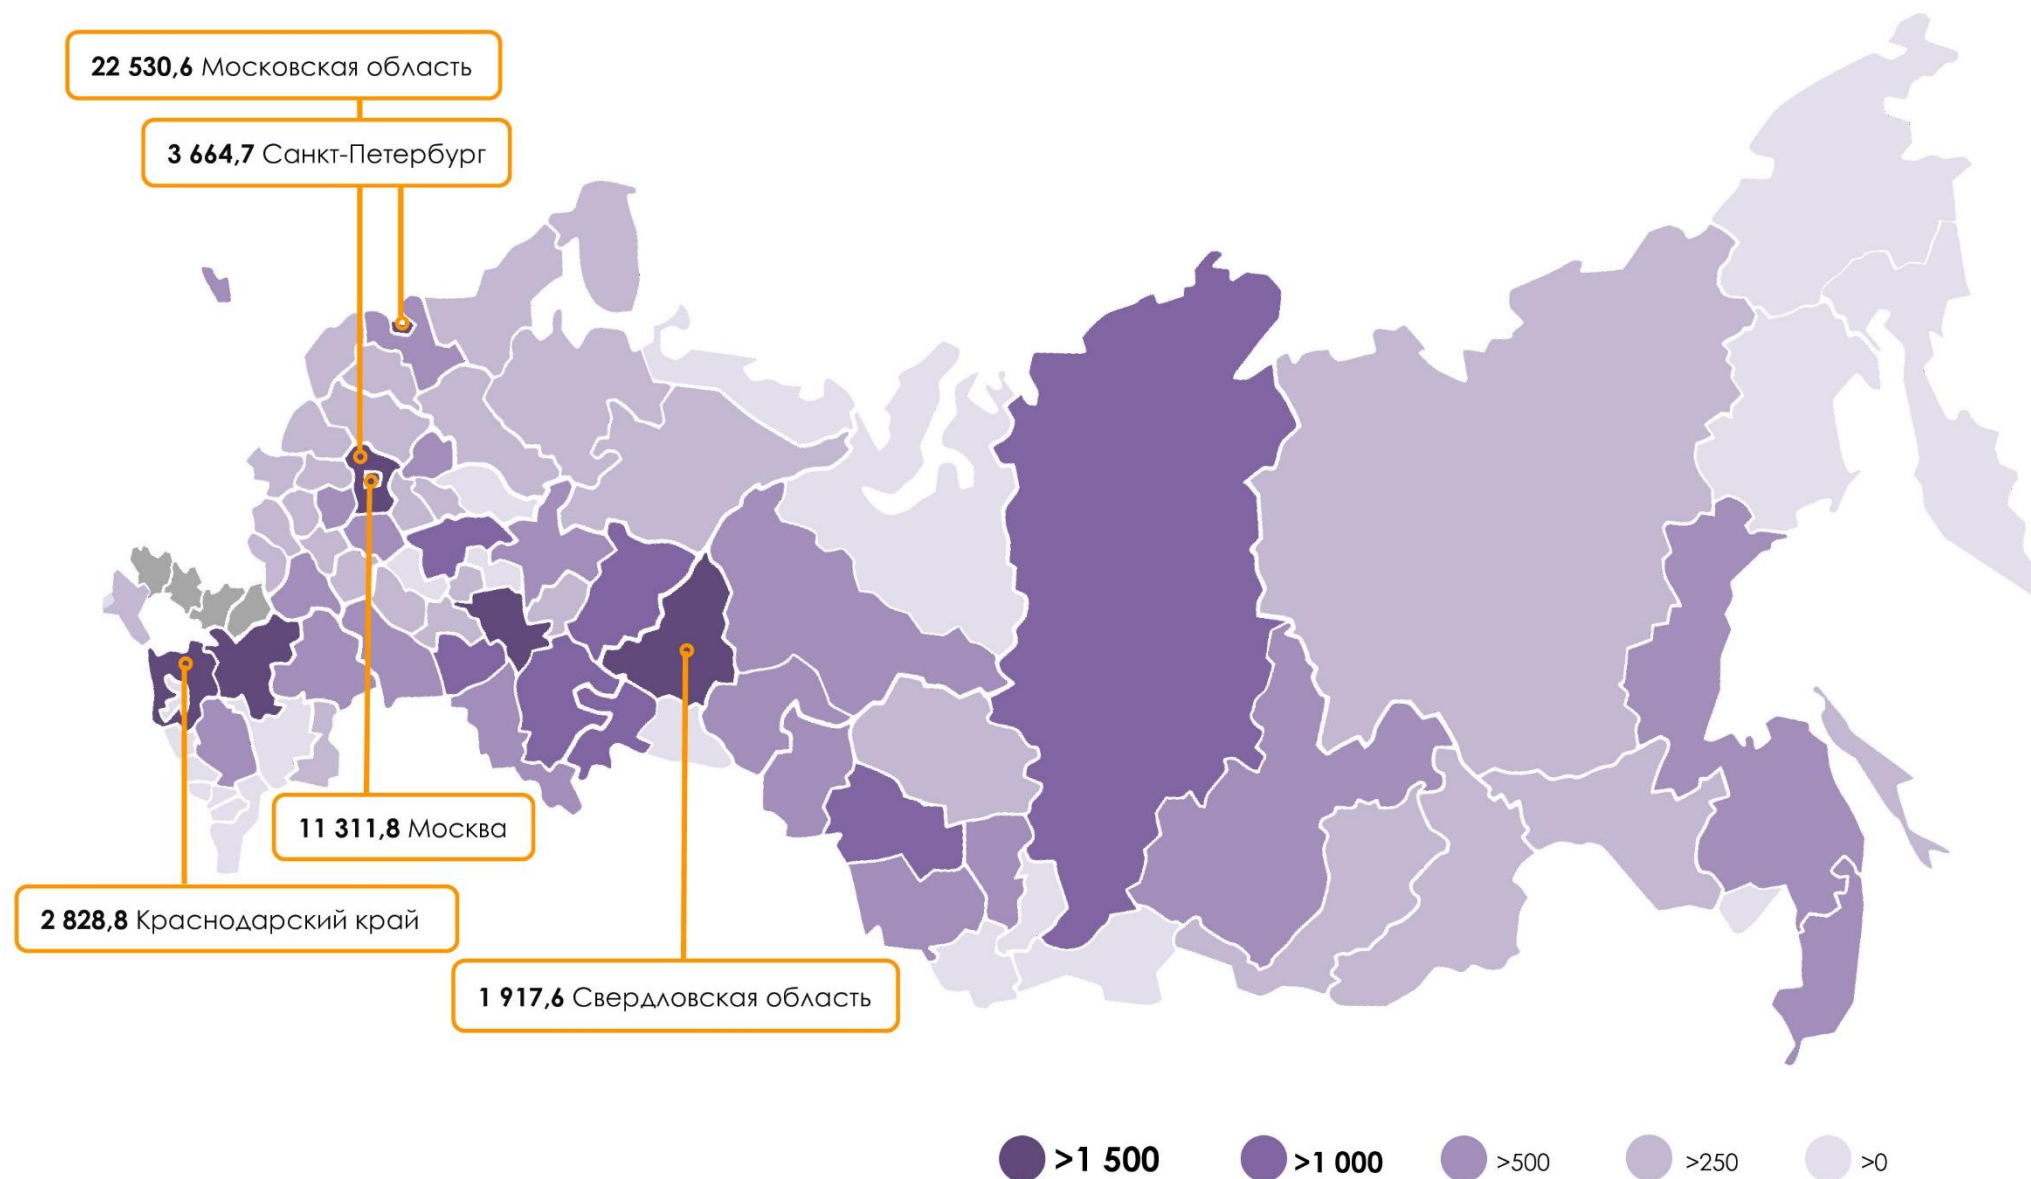 22 530,6 Московская область
3 664,7 Санкт-Петербург
11 311,8 Москва
2 828,8 Краснодарский край
1 917,6 Свердловская область
>1 500 >1 000 >500 >250 >0